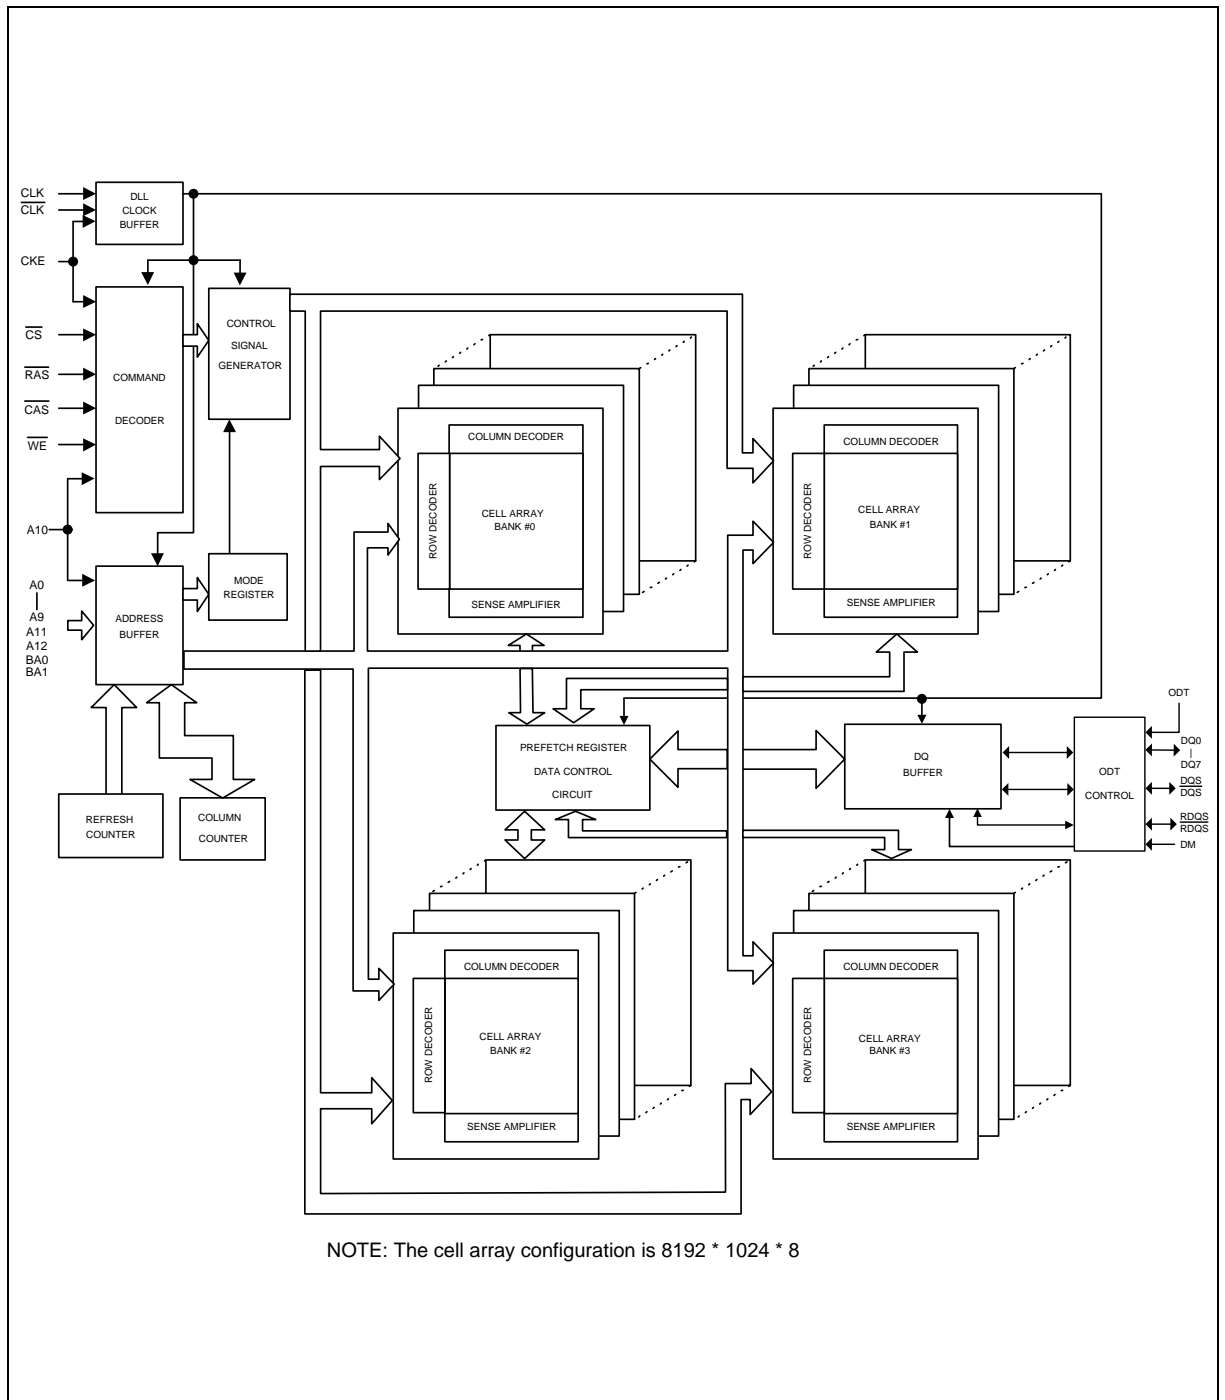 CLK
CLK
CKE
CS
RAS
CAS
WE
A10
A0
A9
A11
A12
BA0
BA1
DLL
CLOCK
BUFFER
COMMAND
DECODER
CONTROL
SIGNAL
GENERATOR
MODE
REGISTER
ADDRESS
BUFFER
REFRESH
COUNTER
COLUMN
COUNTER
COLUMN DECODER
ROW DECODER
CELL ARRAY
BANK #0
SENSE AMPLIFIER
COLUMN DECODER
ROW DECODER
CELL ARRAY
BANK #1
SENSE AMPLIFIER
PREFETCH REGISTER
DATA CONTROL
CIRCUIT
DQ
BUFFER
ODT
CONTROL
ODT
DQ0
DQ7
DQS
DQS
RDQS
RDQS
DM
COLUMN DECODER
ROW DECODER
CELL ARRAY
BANK #2
SENSE AMPLIFIER
COLUMN DECODER
ROW DECODER
CELL ARRAY
BANK #3
SENSE AMPLIFIER
NOTE: The cell array configuration is 8192 * 1024 * 8